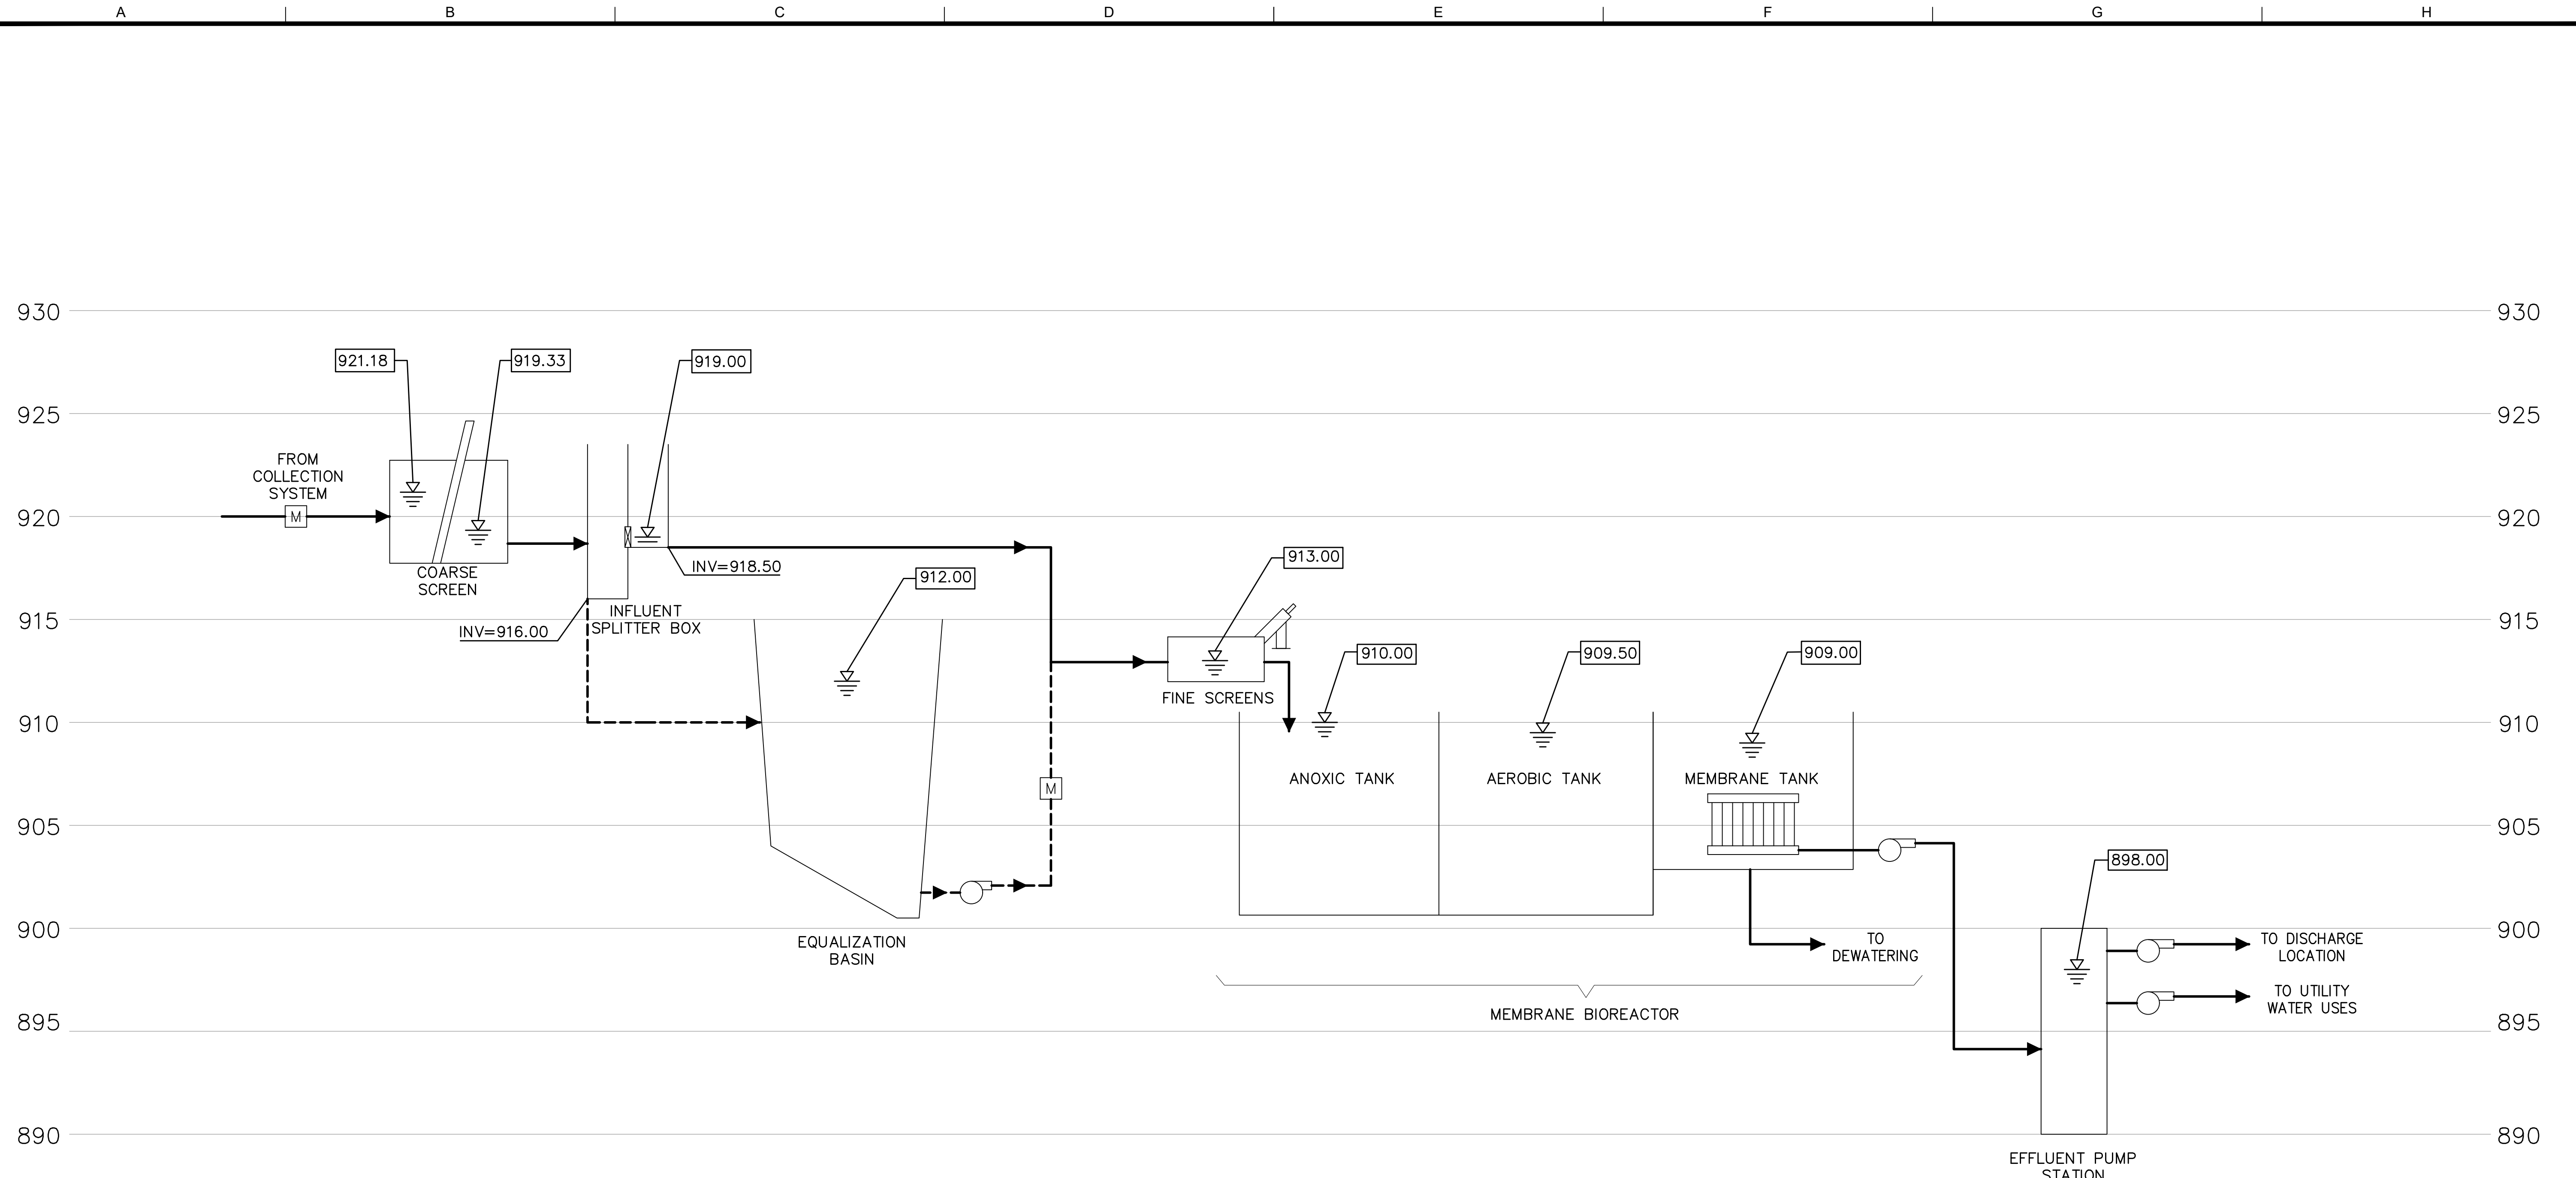 A
B
C
D
E
F
G
H
930
930
921.18
919.33
919.00
925
925
FROM
COLLECTION
SYSTEM
M
920
920
COARSE
SCREEN
INV=918.50
912.00
913.00
INV=916.00
INFLUENT
SPLITTER BOX
915
915
910.00
909.50
909.00
FINE SCREENS
910
910
ANOXIC TANK
AEROBIC TANK
MEMBRANE TANK
M
905
905
898.00
900
900
EQUALIZATION
BASIN
TO
DEWATERING
TO DISCHARGE
LOCATION
TO UTILITY
WATER USES
MEMBRANE BIOREACTOR
895
895
890
890
EFFLUENT PUMP
STATION